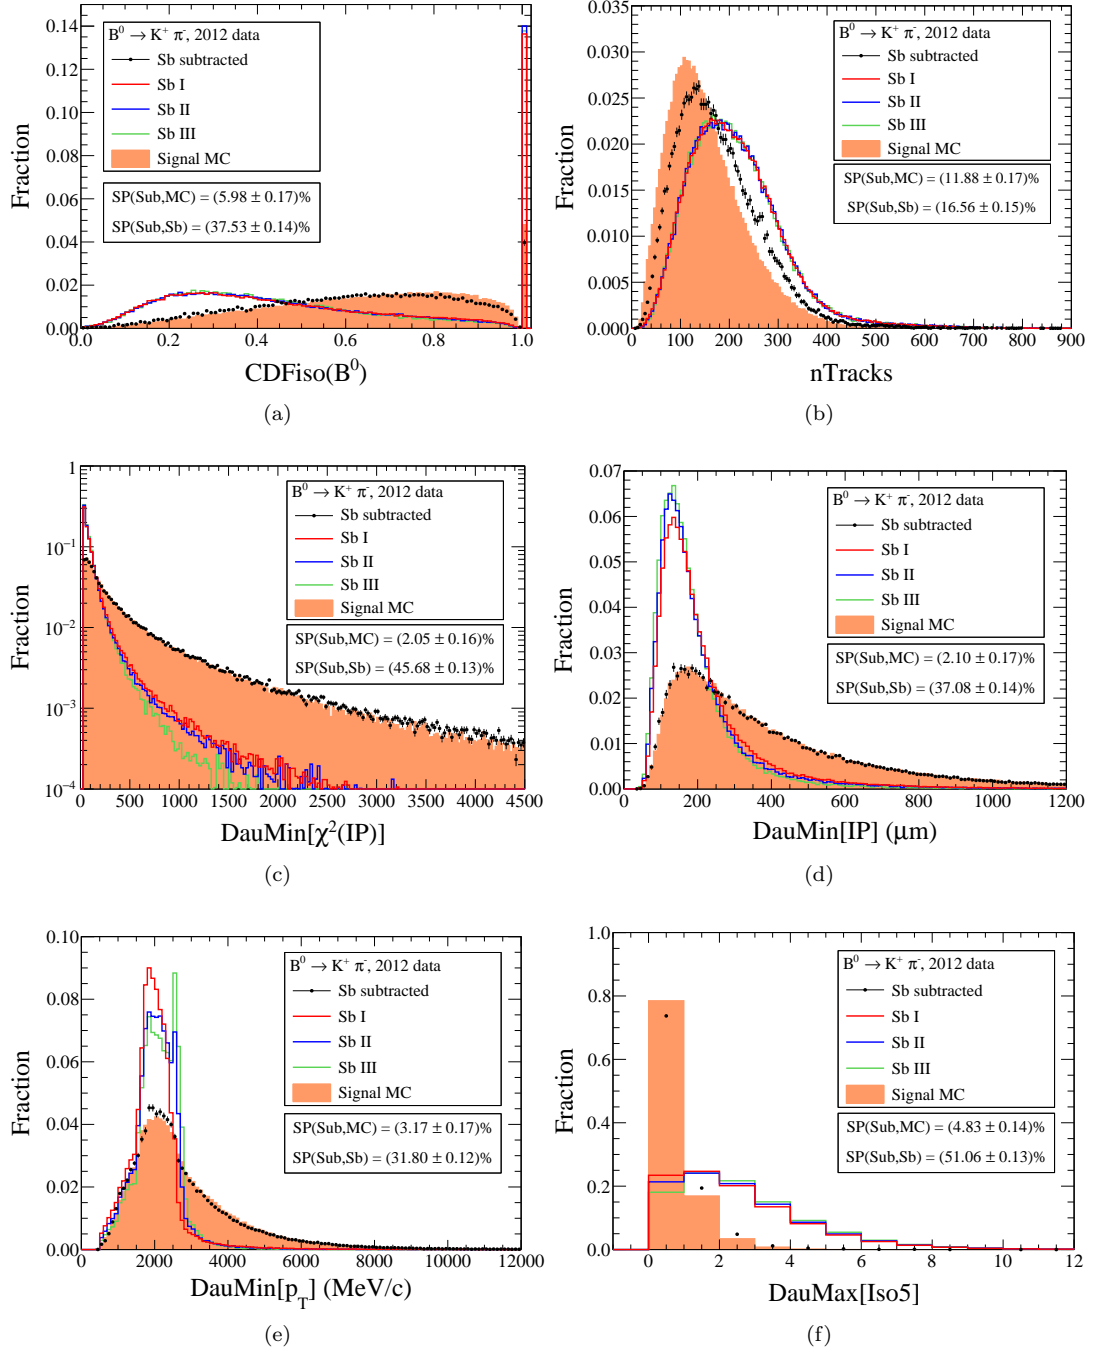 0.14
0.12
0.10
0.08
0.06
0.04
0.02
0.00
Fraction
B⁰ → K⁺ π⁻, 2012 data
Sb subtracted
Sb I
Sb II
Sb III
Signal MC
SP(Sub,MC) = (5.98 ± 0.17)%
SP(Sub,Sb) = (37.53 ± 0.14)%
0.0 0.2 0.4 0.6 0.8 1.0
CDFiso(B⁰)
(a)
0.035
0.030
0.025
0.020
0.015
0.010
0.005
0.000
Fraction
B⁰ → K⁺ π⁻, 2012 data
Sb subtracted
Sb I
Sb II
Sb III
Signal MC
SP(Sub,MC) = (11.88 ± 0.17)%
SP(Sub,Sb) = (16.56 ± 0.15)%
0 100 200 300 400 500 600 700 800 900
nTracks
(b)
1
10⁻¹
10⁻²
10⁻³
10⁻⁴
Fraction
B⁰ → K⁺ π⁻, 2012 data
Sb subtracted
Sb I
Sb II
Sb III
Signal MC
SP(Sub,MC) = (2.05 ± 0.16)%
SP(Sub,Sb) = (45.68 ± 0.13)%
0 500 1000 1500 2000 2500 3000 3500 4000 4500
DauMin[χ²(IP)]
(c)
0.07
0.06
0.05
0.04
0.03
0.02
0.01
0.00
Fraction
B⁰ → K⁺ π⁻, 2012 data
Sb subtracted
Sb I
Sb II
Sb III
Signal MC
SP(Sub,MC) = (2.10 ± 0.17)%
SP(Sub,Sb) = (37.08 ± 0.14)%
0 200 400 600 800 1000 1200
DauMin[IP] (μm)
(d)
0.10
0.08
0.06
0.04
0.02
0.00
Fraction
B⁰ → K⁺ π⁻, 2012 data
Sb subtracted
Sb I
Sb II
Sb III
Signal MC
SP(Sub,MC) = (3.17 ± 0.17)%
SP(Sub,Sb) = (31.80 ± 0.12)%
0 2000 4000 6000 8000 10000 12000
DauMin[p_T] (MeV/c)
(e)
1.0
0.8
0.6
0.4
0.2
0.0
Fraction
B⁰ → K⁺ π⁻, 2012 data
Sb subtracted
Sb I
Sb II
Sb III
Signal MC
SP(Sub,MC) = (4.83 ± 0.14)%
SP(Sub,Sb) = (51.06 ± 0.13)%
0 2 4 6 8 10 12
DauMax[Iso5]
(f)